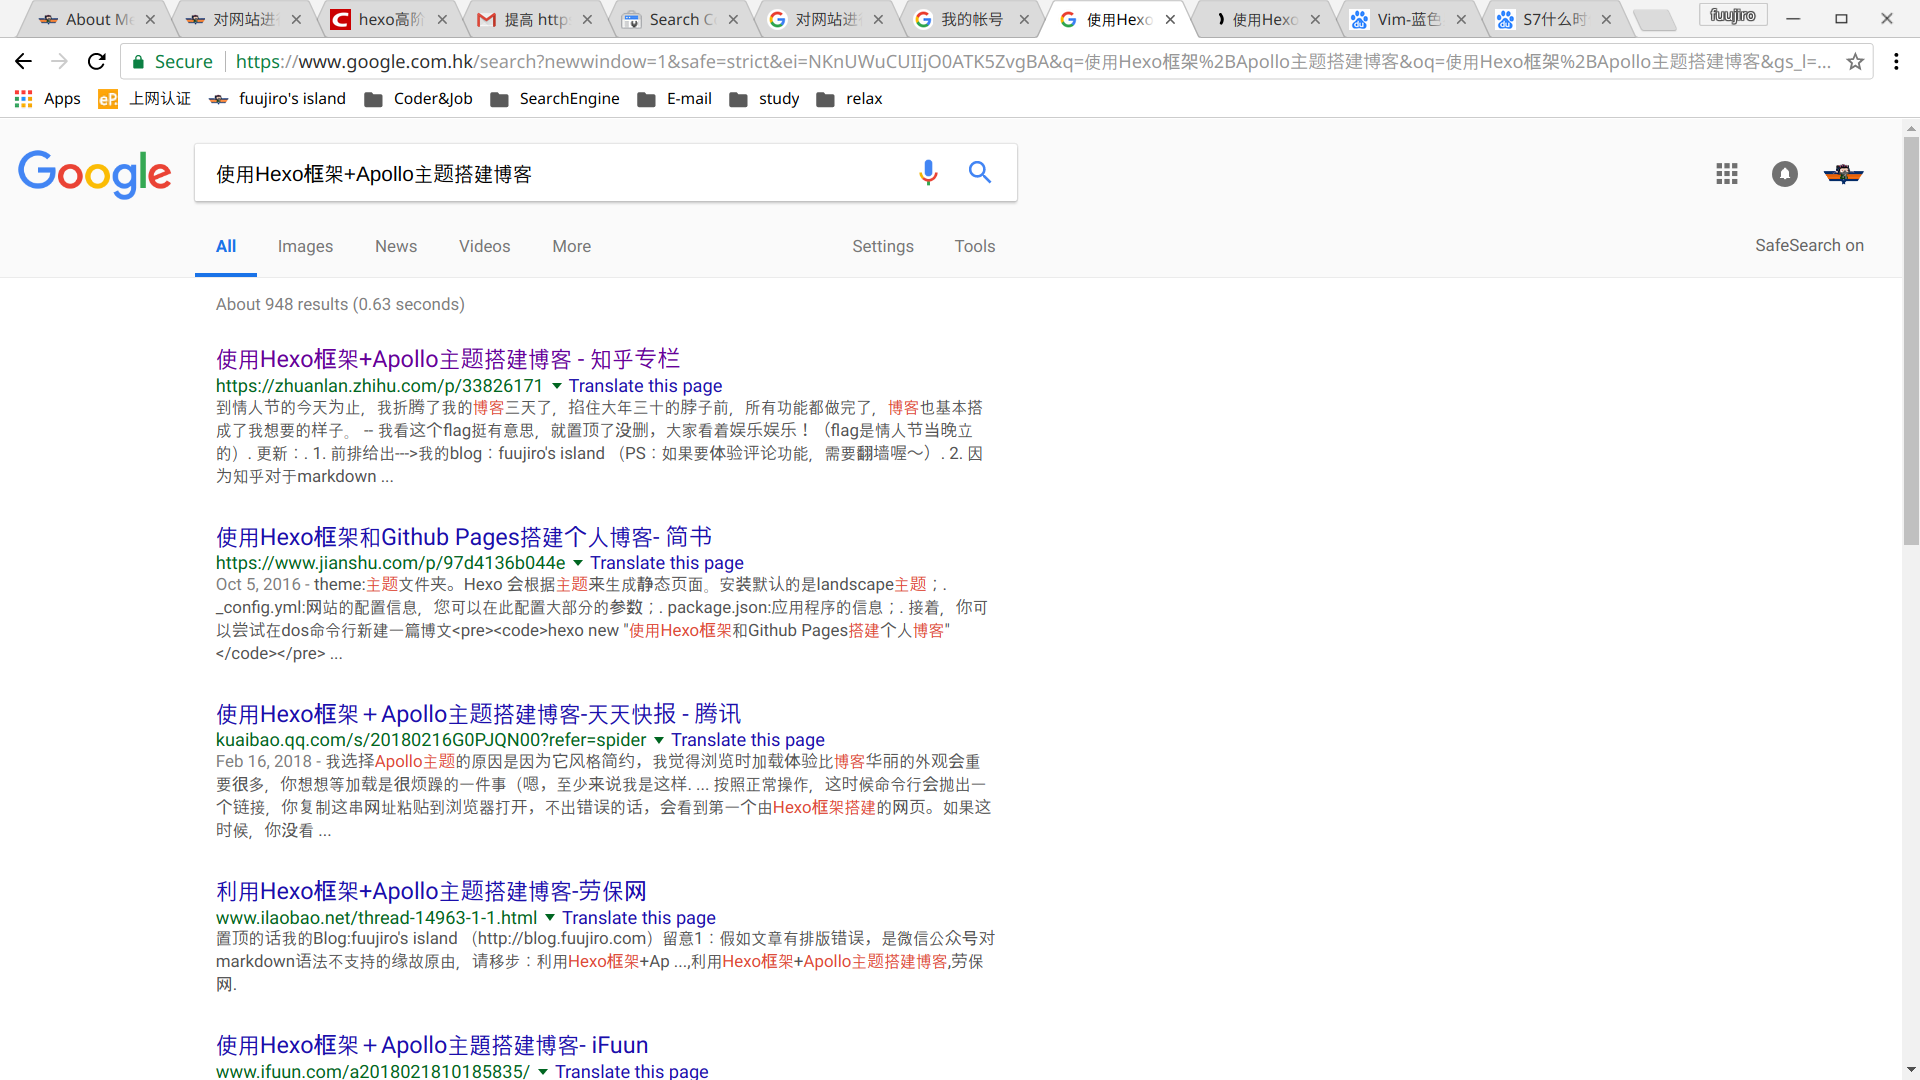 About Me
对网站进行
hexo高阶
提高 https
Search C
对网站进行
我的帐号
使用Hexo
使用Hexo
Vim-蓝色
S7什么时
fuujiro
Secure
https://www.google.com.hk/search?newwindow=1&safe=strict&ei=NKnUWuCUIIjO0ATK5ZvgBA&q=使用Hexo框架%2BApollo主题搭建博客&oq=使用Hexo框架%2BApollo主题搭建博客&gs_l=...
Apps
eP.
上网认证
fuujiro's island
Coder&Job
SearchEngine
E-mail
study
relax
Google
使用Hexo框架+Apollo主题搭建博客
All
Images
News
Videos
More
Settings
Tools
SafeSearch on
About 948 results (0.63 seconds)
使用Hexo框架+Apollo主题搭建博客 - 知乎专栏
https://zhuanlan.zhihu.com/p/33826171 Translate this page
到情人节的今天为止，我折腾了我的博客三天了，掐住大年三十的脖子前，所有功能都做完了，博客也基本搭
成了我想要的样子。 -- 我看这个flag挺有意思，就置顶了没删，大家看着娱乐娱乐！（flag是情人节当晚立
的）. 更新：. 1. 前排给出--->我的blog：fuujiro's island （PS：如果要体验评论功能，需要翻墙喔～）. 2. 因
为知乎对于markdown ...
使用Hexo框架和Github Pages搭建个人博客- 简书
https://www.jianshu.com/p/97d4136b044e Translate this page
Oct 5, 2016 - theme:主题文件夹。Hexo 会根据主题来生成静态页面。安装默认的是landscape主题；.
_config.yml:网站的配置信息，您可以在此配置大部分的参数；. package.json:应用程序的信息；. 接着，你可
以尝试在dos命令行新建一篇博文<pre><code>hexo new "使用Hexo框架和Github Pages搭建个人博客"
</code></pre> ...
使用Hexo框架＋Apollo主题搭建博客-天天快报 - 腾讯
kuaibao.qq.com/s/20180216G0PJQN00?refer=spider Translate this page
Feb 16, 2018 - 我选择Apollo主题的原因是因为它风格简约，我觉得浏览时加载体验比博客华丽的外观会重
要很多，你想想等加载是很烦躁的一件事（嗯，至少来说我是这样. ... 按照正常操作，这时候命令行会抛出一
个链接，你复制这串网址粘贴到浏览器打开，不出错误的话，会看到第一个由Hexo框架搭建的网页。如果这
时候，你没看 ...
利用Hexo框架+Apollo主题搭建博客-劳保网
www.ilaobao.net/thread-14963-1-1.html Translate this page
置顶的话我的Blog:fuujiro's island （http://blog.fuujiro.com）留意1：假如文章有排版错误，是微信公众号对
markdown语法不支持的缘故原由，请移步：利用Hexo框架+Ap ...,利用Hexo框架+Apollo主题搭建博客,劳保
网.
使用Hexo框架＋Apollo主題搭建博客- iFuun
www.ifuun.com/a2018021810185835/ Translate this page